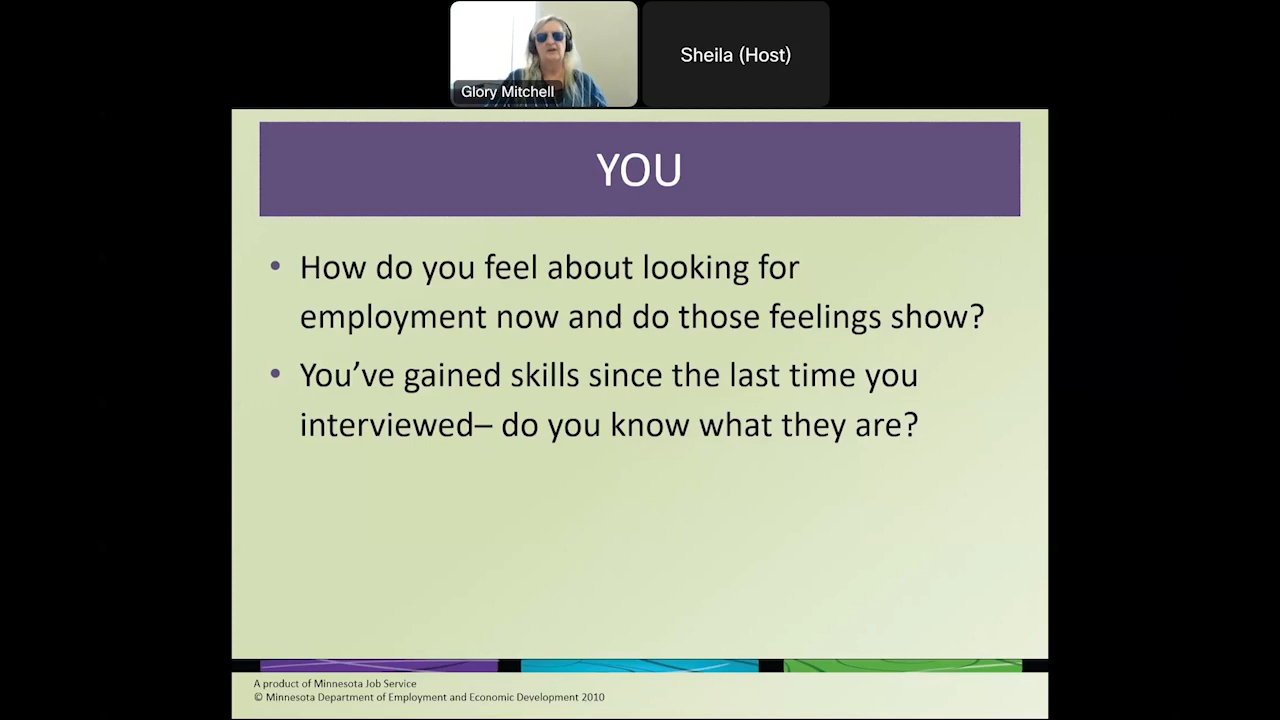 Glory Mitchell
Sheila (Host)
YOU
• How do you feel about looking for
employment now and do those feelings show?
• You’ve gained skills since the last time you
interviewed– do you know what they are?
A product of Minnesota Job Service
© Minnesota Department of Employment and Economic Development 2010